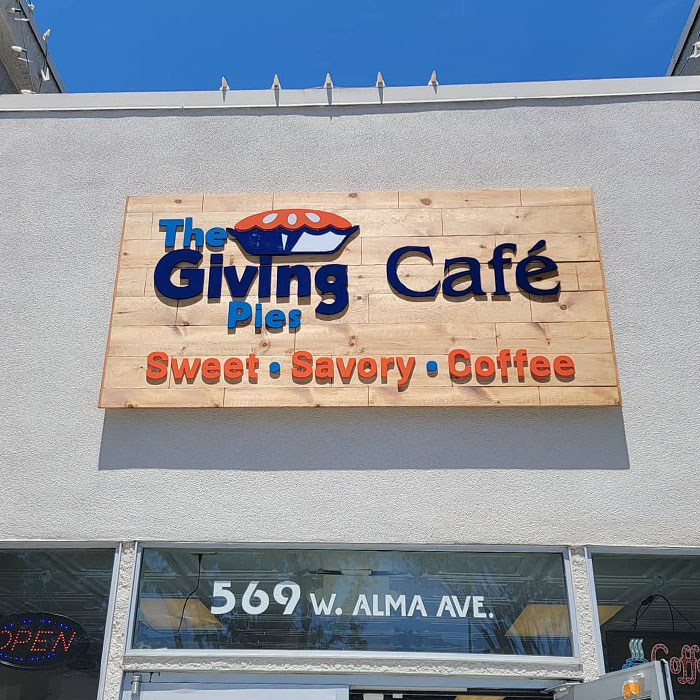 The
Giving
Pies
Café
Sweet • Savory • Coffee
569 W. ALMA AVE.
OPEN